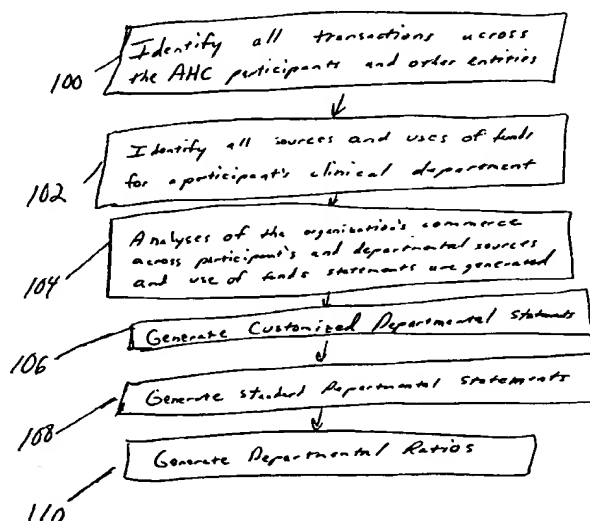 Identify all transactions across
the AHC participants and other entities
100
Identify all sources and uses of funds
for a participant's clinical department
102
Analyses of the organization's commerce
across participant's and departmental sources
and use of funds statements are generated
104
Generate Customized Departmental Statements
106
Generate Standard Departmental Statements
108
Generate Departmental Ratios
110